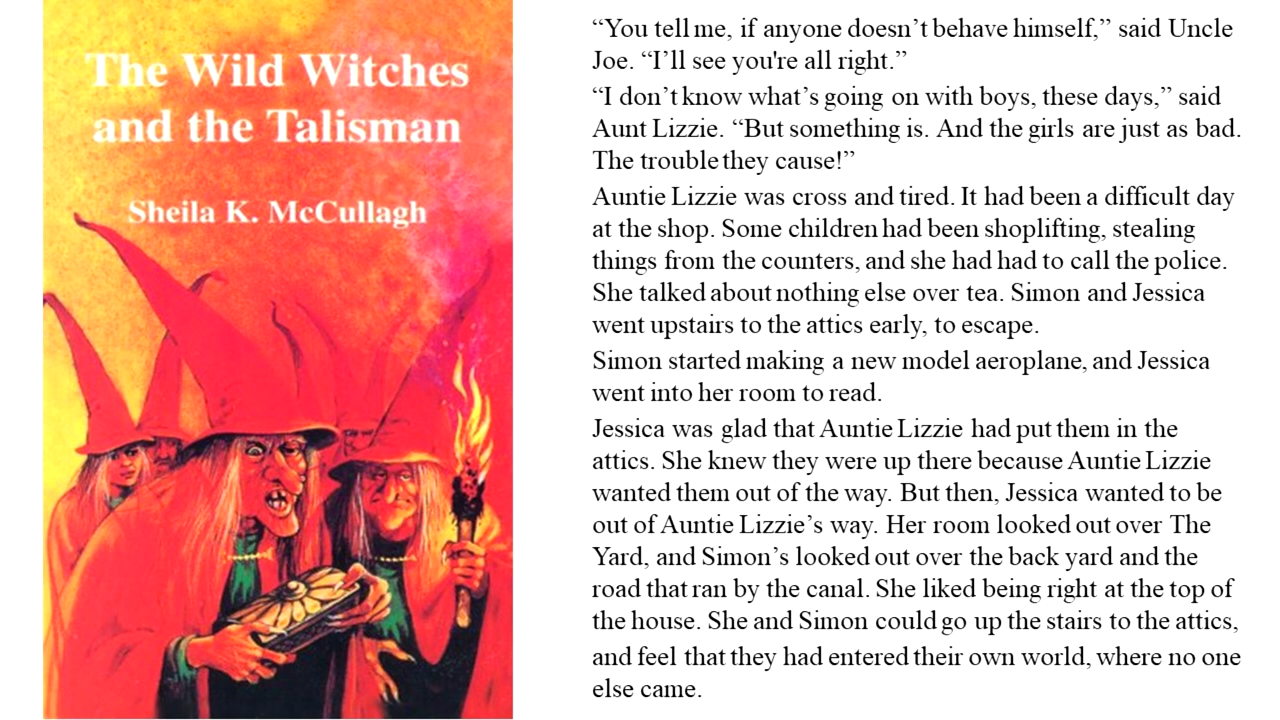 The Wild Witches
and the Talisman
Sheila K. McCullagh
“You tell me, if anyone doesn’t behave himself,” said Uncle
Joe. “I’ll see you're all right.”
“I don’t know what’s going on with boys, these days,” said
Aunt Lizzie. “But something is. And the girls are just as bad.
The trouble they cause!”
Auntie Lizzie was cross and tired. It had been a difficult day
at the shop. Some children had been shoplifting, stealing
things from the counters, and she had had to call the police.
She talked about nothing else over tea. Simon and Jessica
went upstairs to the attics early, to escape.
Simon started making a new model aeroplane, and Jessica
went into her room to read.
Jessica was glad that Auntie Lizzie had put them in the
attics. She knew they were up there because Auntie Lizzie
wanted them out of the way. But then, Jessica wanted to be
out of Auntie Lizzie’s way. Her room looked out over The
Yard, and Simon’s looked out over the back yard and the
road that ran by the canal. She liked being right at the top of
the house. She and Simon could go up the stairs to the attics,
and feel that they had entered their own world, where no one
else came.